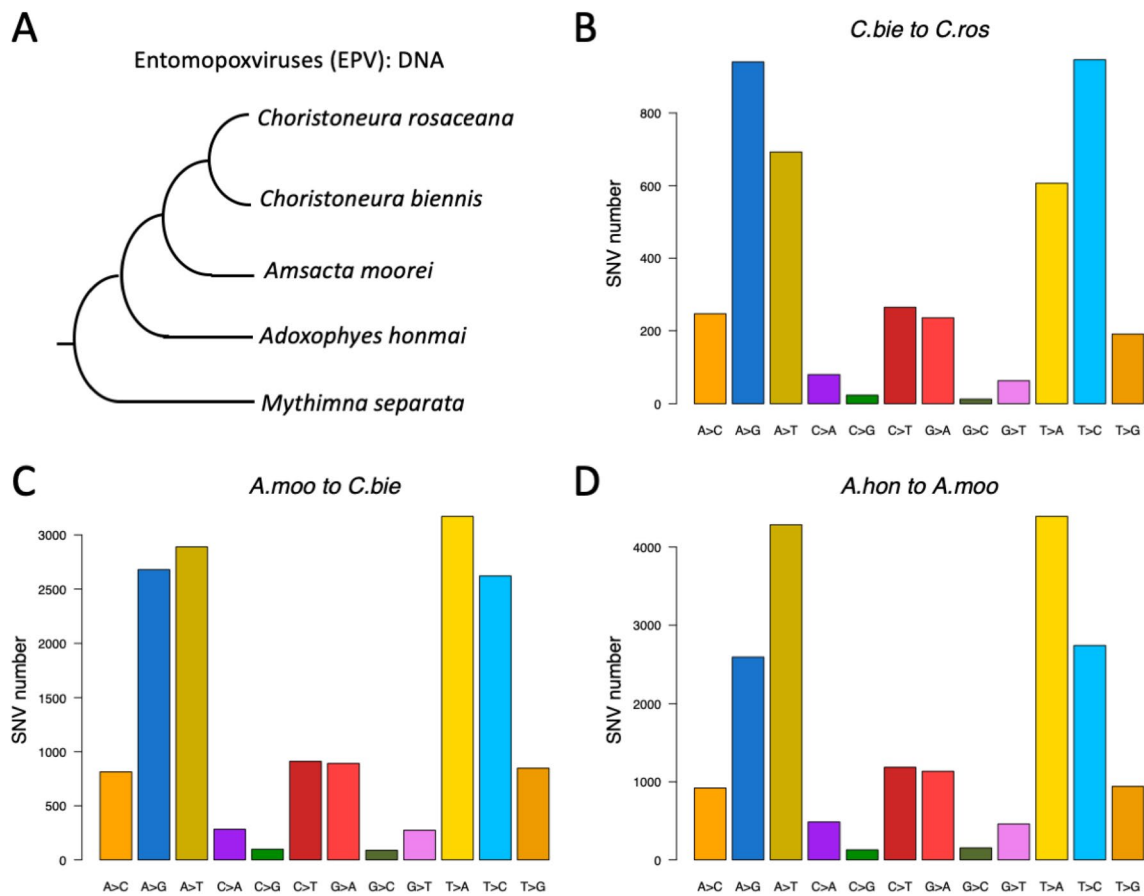 A
Entomopoxviruses (EPV): DNA
Choristoneura rosaceana
Choristoneura biennis
Amsacta moorei
Adoxophyes honmai
Mythimna separata
B
C.bie to C.ros
SNV number
800
600
400
200
0
A>C A>G A>T C>A C>G C>T G>A G>C G>T T>A T>C T>G
C
A.moo to C.bie
SNV number
3000
2500
2000
1500
1000
500
0
A>C A>G A>T C>A C>G C>T G>A G>C G>T T>A T>C T>G
D
A.hon to A.moo
SNV number
4000
3000
2000
1000
0
A>C A>G A>T C>A C>G C>T G>A G>C G>T T>A T>C T>G